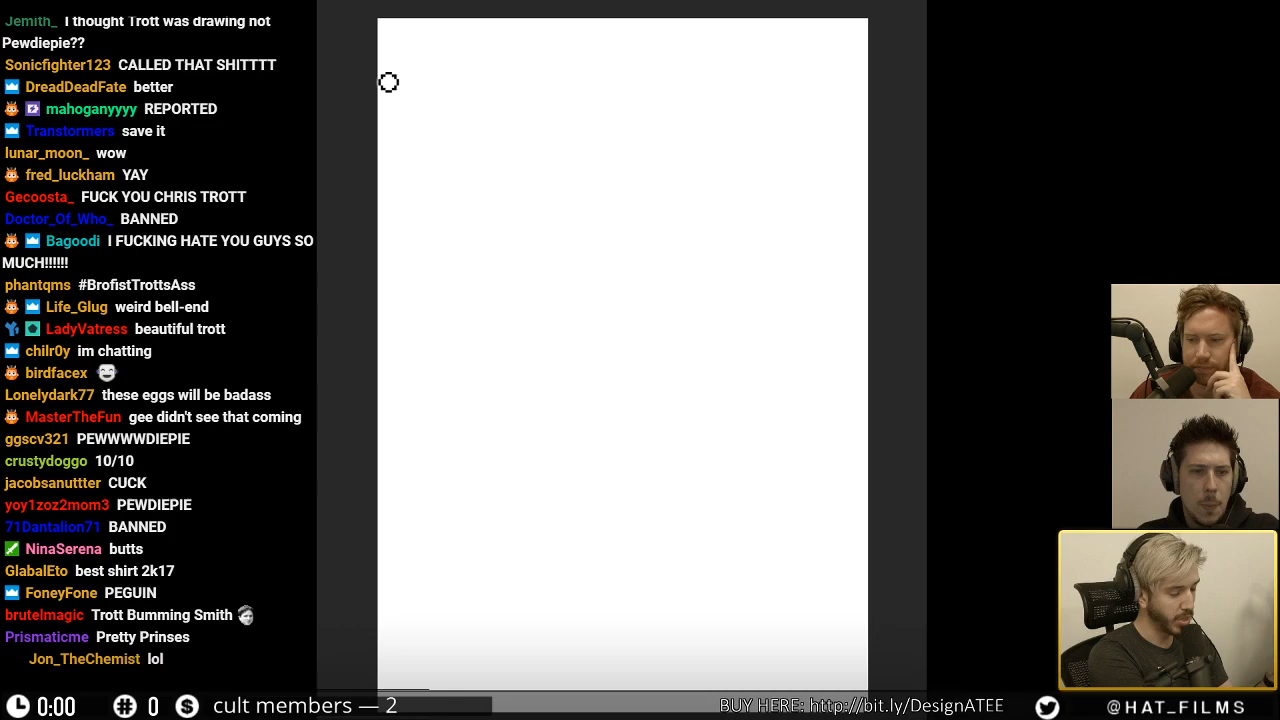 Jemith_ I thought Trott was drawing not
Pewdiepie??
Sonicfighter123 CALLED THAT SHITTTT
DreadDeadFate better
mahoganyyyy REPORTED
Transtormers save it
lunar_moon_ wow
fred_luckham YAY
Gecoosta_ FUCK YOU CHRIS TROTT
Doctor_Of_Who_ BANNED
Bagoodi I FUCKING HATE YOU GUYS SO
MUCH!!!!!!
phantqms #BrofistTrottsAss
Life_Glug weird bell-end
LadyVatress beautiful trott
chilr0y im chatting
birdfacex
Lonelydark77 these eggs will be badass
MasterTheFun gee didn't see that coming
ggscv321 PEWWWWDIEPIE
crustydoggo 10/10
jacobsanuttter CUCK
yoy1zoz2mom3 PEWDIEPIE
71Dantalion71 BANNED
NinaSerena butts
GlabalEto best shirt 2k17
FoneyFone PEGUIN
brutelmagic Trott Bumming Smith
Prismaticme Pretty Prinses
Jon_TheChemist lol
0:00 # 0 $ cult members — 2
BUY HERE: http://bit.ly/DesignATEE
@HAT_FILMS